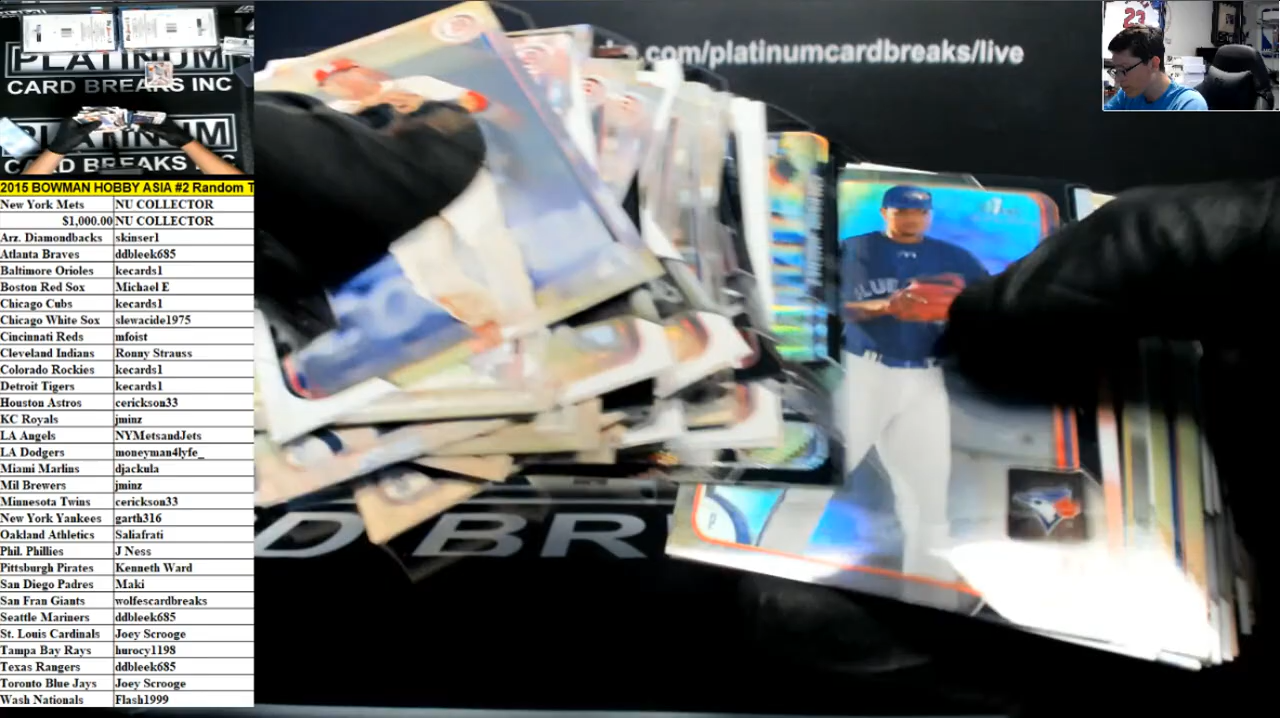 PLATINUM
CARD BREAKS INC
PLATINUM
CARD BREAKS INC
.com/platinumcardbreaks/live
D BR
2015 BOWMAN HOBBY ASIA #2 Random T
New York Mets NU COLLECTOR
$1,000.00 NU COLLECTOR
Arz. Diamondbacks skinser1
Atlanta Braves ddbleek685
Baltimore Orioles kecards1
Boston Red Sox Michael E
Chicago Cubs kecards1
Chicago White Sox slewacide1975
Cincinnati Reds mfoist
Cleveland Indians Ronny Strauss
Colorado Rockies kecards1
Detroit Tigers kecards1
Houston Astros cerickson33
KC Royals jminz
LA Angels NYMetsandJets
LA Dodgers moneyman4lyfe_
Miami Marlins djackula
Mil Brewers jminz
Minnesota Twins cerickson33
New York Yankees garth316
Oakland Athletics Saliafrati
Phil. Phillies J Ness
Pittsburgh Pirates Kenneth Ward
San Diego Padres Maki
San Fran Giants wolfescardbreaks
Seattle Mariners ddbleek685
St. Louis Cardinals Joey Scrooge
Tampa Bay Rays hurocy1198
Texas Rangers ddbleek685
Toronto Blue Jays Joey Scrooge
Wash Nationals Flash1999